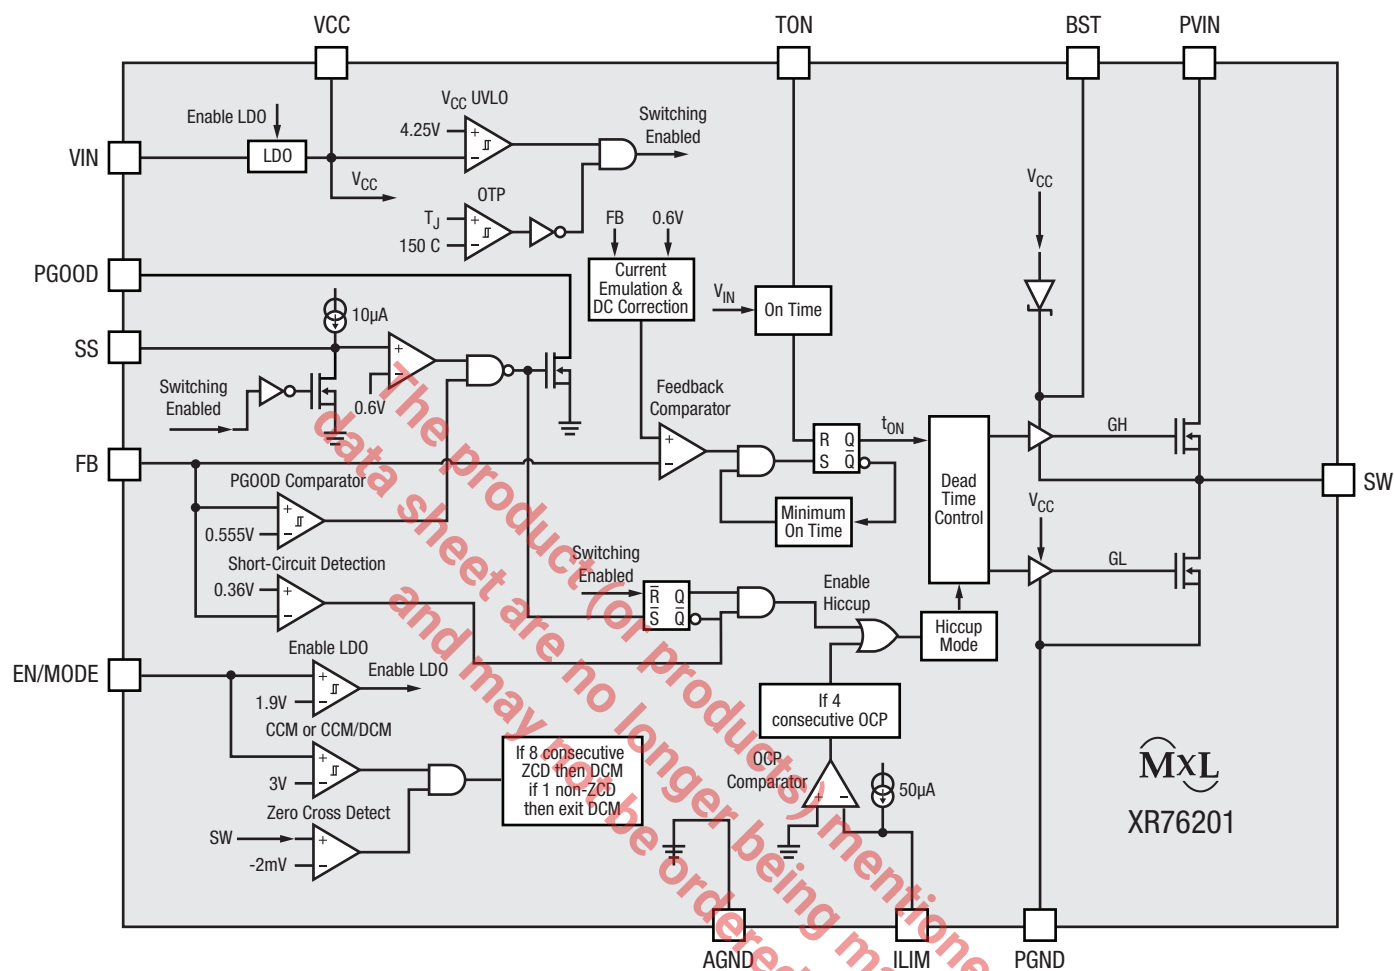 VCC
TON
BST
PVIN
VIN
Enable LDO
LDO
VCC
VCC UVLO
4.25V
+
−
Switching
Enabled
OTP
TJ
150 C
+
−
PGOOD
SS
10µA
+
−
0.6V
Switching
Enabled
FB
0.6V
Current
Emulation &
DC Correction
VIN
On Time
VCC
Feedback
Comparator
+
−
R Q
S Q
tON
Minimum
On Time
Dead
Time
Control
GH
VCC
GL
SW
FB
PGOOD Comparator
+
−
0.555V
Short-Circuit Detection
0.36V
+
−
Switching
Enabled
R Q
S Q
Enable
Hiccup
Hiccup
Mode
EN/MODE
Enable LDO
+
−
1.9V
Enable LDO
CCM or CCM/DCM
+
−
3V
Zero Cross Detect
SW
+
−
-2mV
If 8 consecutive
ZCD then DCM
if 1 non-ZCD
then exit DCM
If 4
consecutive OCP
OCP
Comparator
+ −
50µA
MxL
XR76201
AGND
ILIM
PGND
The product (or products) mentione
data sheet are no longer being ma
and may not be ordered